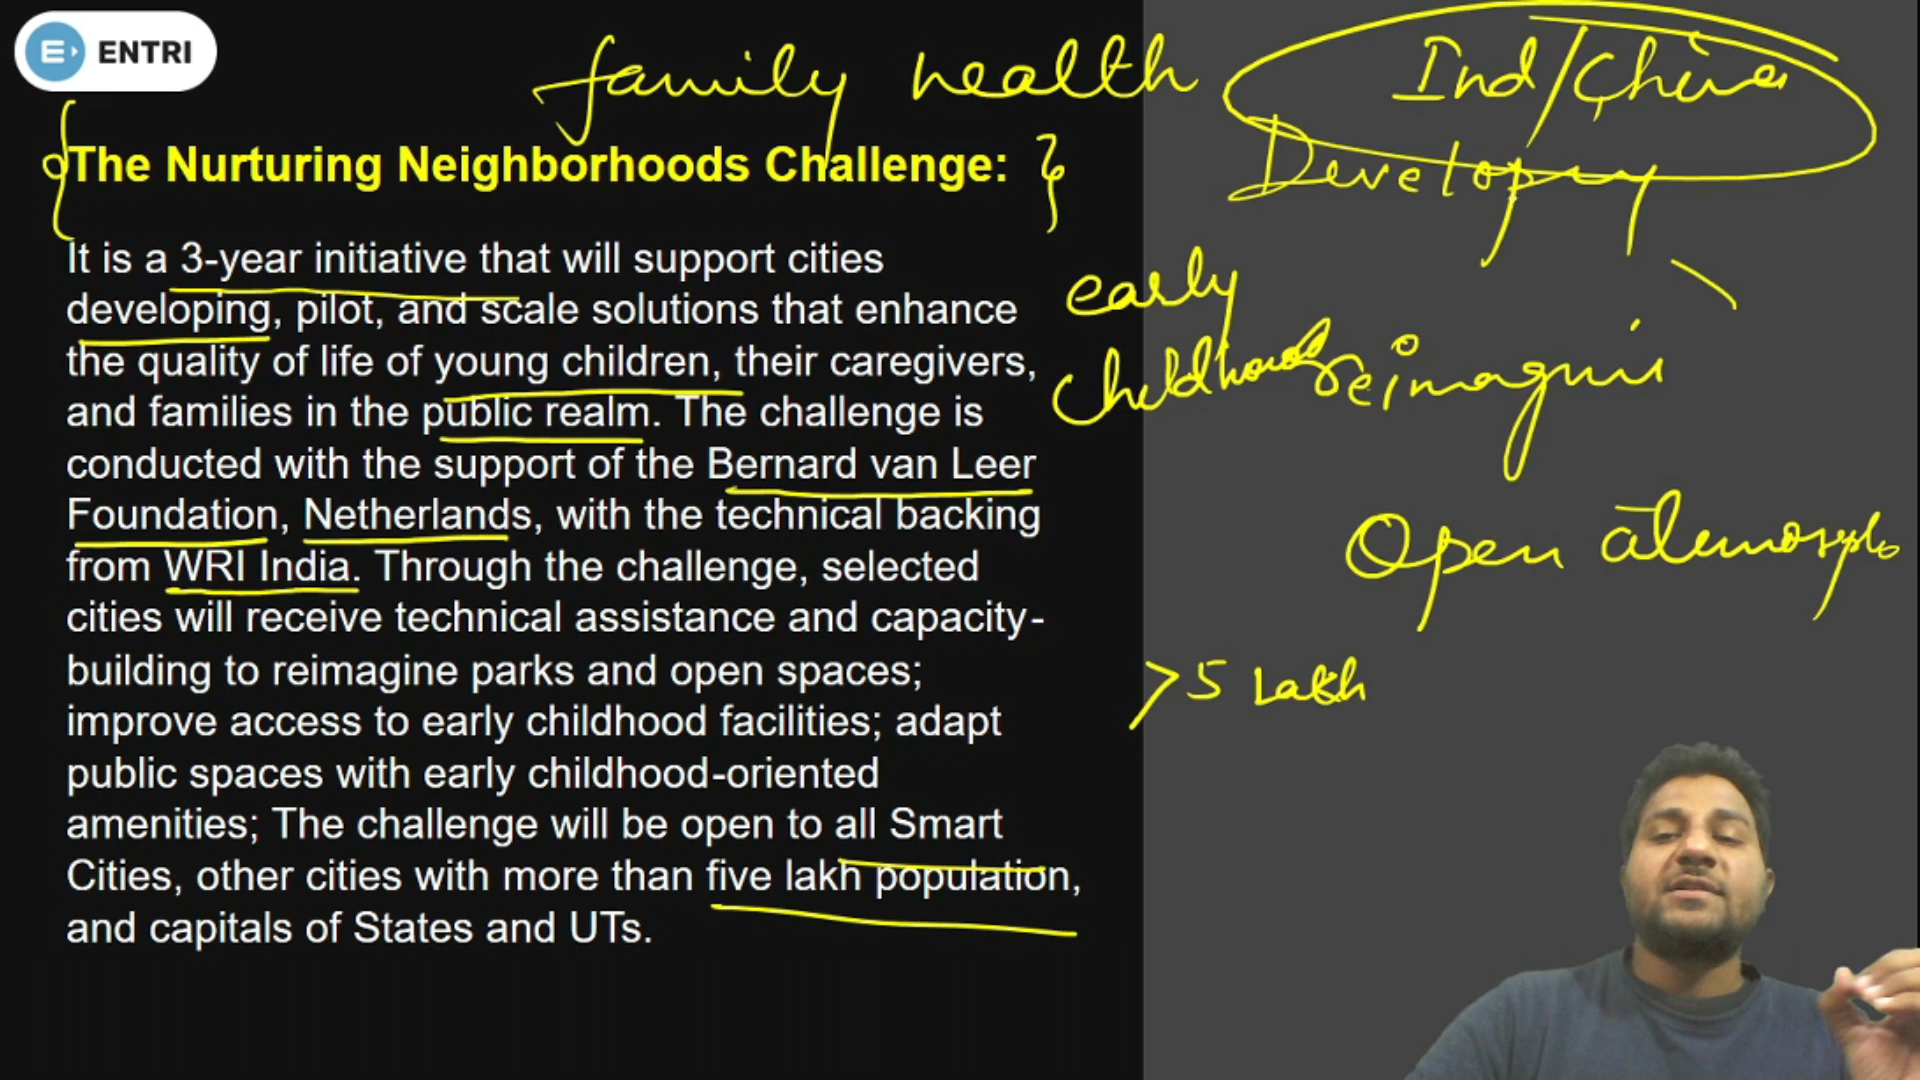 ENTRI
family health
Ind/China
The Nurturing Neighborhoods Challenge:
Develop
It is a 3-year initiative that will support cities
developing, pilot, and scale solutions that enhance
early
the quality of life of young children, their caregivers,
childhood
and families in the public realm. The challenge is
conducted with the support of the Bernard van Leer
Foundation, Netherlands, with the technical backing
Open
from WRI India. Through the challenge, selected
cities will receive technical assistance and capacity-
building to reimagine parks and open spaces;
>5 Lakh
improve access to early childhood facilities; adapt
public spaces with early childhood-oriented
amenities; The challenge will be open to all Smart
Cities, other cities with more than five lakh population,
and capitals of States and UTs.